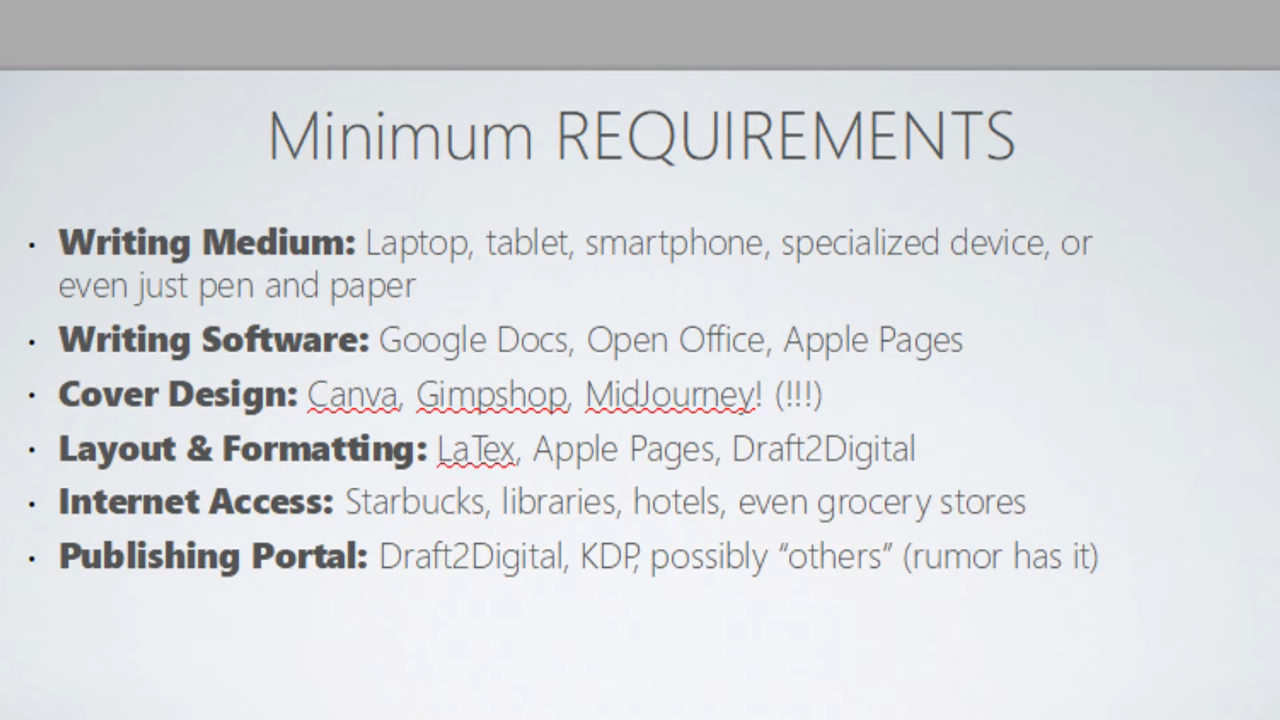 Minimum REQUIREMENTS
· Writing Medium: Laptop, tablet, smartphone, specialized device, or
even just pen and paper
· Writing Software: Google Docs, Open Office, Apple Pages
· Cover Design: Canva, Gimpshop, MidJourney! (!!!)
· Layout & Formatting: LaTex, Apple Pages, Draft2Digital
· Internet Access: Starbucks, libraries, hotels, even grocery stores
· Publishing Portal: Draft2Digital, KDP, possibly “others” (rumor has it)